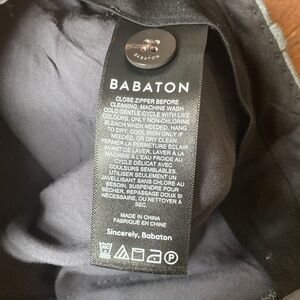 BABATON
CLOSE ZIPPER BEFORE
CLEANING, MACHINE WASH
COLD GENTLE CYCLE WITH LIKE
COLOURS, ONLY NON-CHLORINE
BLEACH WHEN NEEDED, HANG
TO DRY, COOL IRON ONLY IF
NEEDED, OR DRY CLEAN
FERMER LA FERMETURE ÉCLAIR
AVANT DE LAVER, LAVER À LA
MACHINE À L'EAU FROIDE AU
CYCLE DÉLICAT AVEC
COULEURS SEMBLABLES,
UTILISER SEULEMENT UN
JAVELLISANT SANS CHLORE AU
BESOIN, SUSPENDRE POUR
SÉCHER, REPASSAGE DOUX SI
NÉCESSAIRE, OU NETTOYER À
SEC.
MADE IN CHINA
FABRIQUÉ EN CHINE
Sincerely, Babaton
P